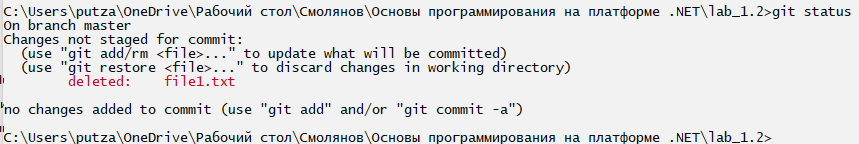 C:\Users\putza\OneDrive\Рабочий стол\Смолянов\Основы программирования на платформе .NET\lab_1.2>git status
On branch master
Changes not staged for commit:
  (use "git add/rm <file>..." to update what will be committed)
  (use "git restore <file>..." to discard changes in working directory)
        deleted:    file1.txt

no changes added to commit (use "git add" and/or "git commit -a")

C:\Users\putza\OneDrive\Рабочий стол\Смолянов\Основы программирования на платформе .NET\lab_1.2>